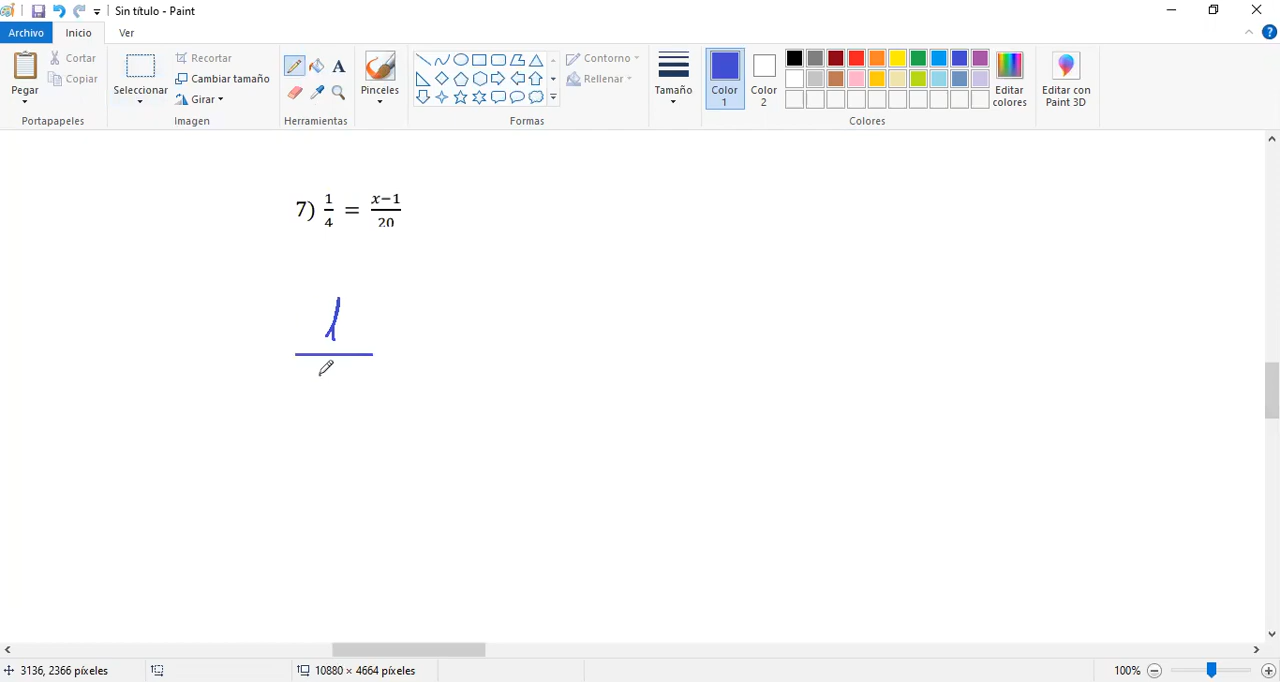 Sin título - Paint
Archivo Inicio Ver
Pegar
Cortar
Copiar
Portapapeles
Seleccionar
Recortar
Cambiar tamaño
Girar
Imagen
A
Herramientas
Pinceles
Contorno
Rellenar
Formas
Tamaño
Color 1
Color 2
Editar colores
Editar con Paint 3D
Colores
7) 1/4 = x−1/20
1
3136, 2366 píxeles
10880 × 4664 píxeles
100%